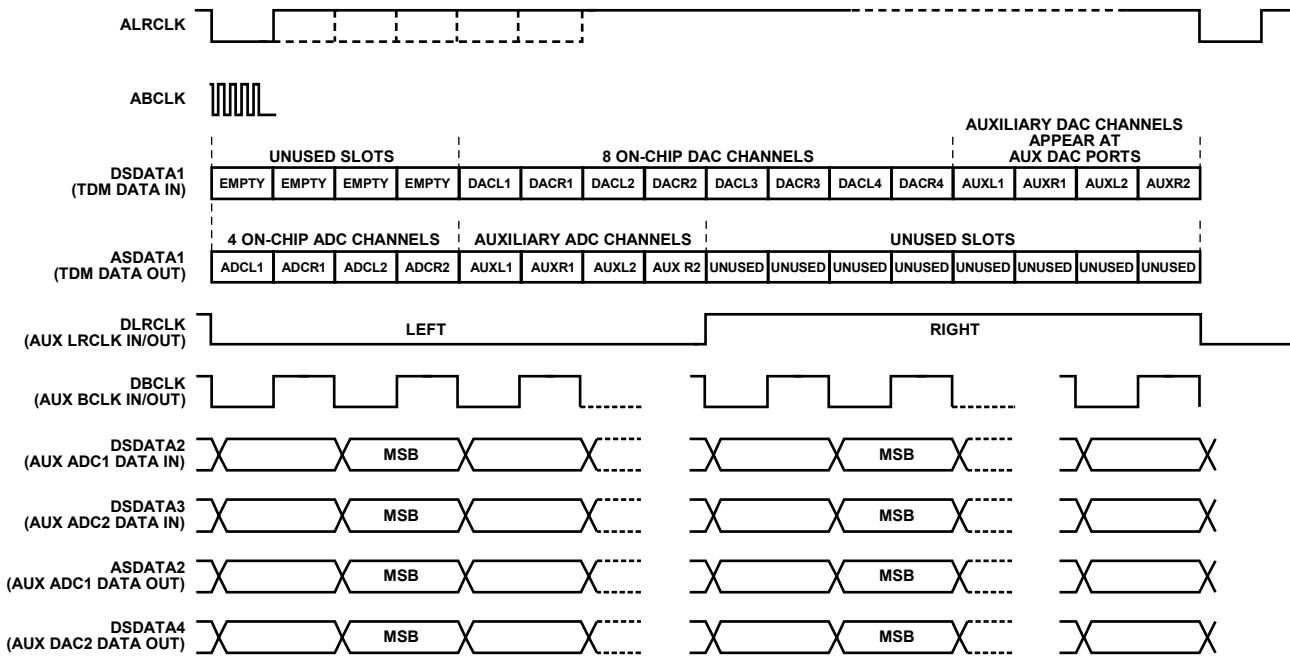 ALRCLK
ABCLK
AUXILIARY DAC CHANNELS
APPEAR AT
AUX DAC PORTS
UNUSED SLOTS
8 ON-CHIP DAC CHANNELS
DSDATA1
(TDM DATA IN)
EMPTY EMPTY EMPTY EMPTY DACL1 DACR1 DACL2 DACR2 DACL3 DACR3 DACL4 DACR4 AUXL1 AUXR1 AUXL2 AUXR2
4 ON-CHIP ADC CHANNELS
AUXILIARY ADC CHANNELS
UNUSED SLOTS
ASDATA1
(TDM DATA OUT)
ADCL1 ADCR1 ADCL2 ADCR2 AUXL1 AUXR1 AUXL2 AUX R2 UNUSED UNUSED UNUSED UNUSED UNUSED UNUSED UNUSED UNUSED
DLRCLK
(AUX LRCLK IN/OUT)
LEFT
RIGHT
DBCLK
(AUX BCLK IN/OUT)
DSDATA2
(AUX ADC1 DATA IN)
MSB
MSB
DSDATA3
(AUX ADC2 DATA IN)
MSB
MSB
ASDATA2
(AUX ADC1 DATA OUT)
MSB
MSB
DSDATA4
(AUX DAC2 DATA OUT)
MSB
MSB